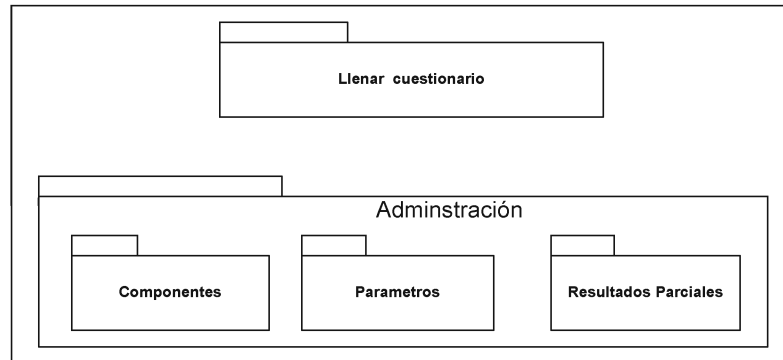 Llenar cuestionario
Adminstración
Componentes
Parametros
Resultados Parciales